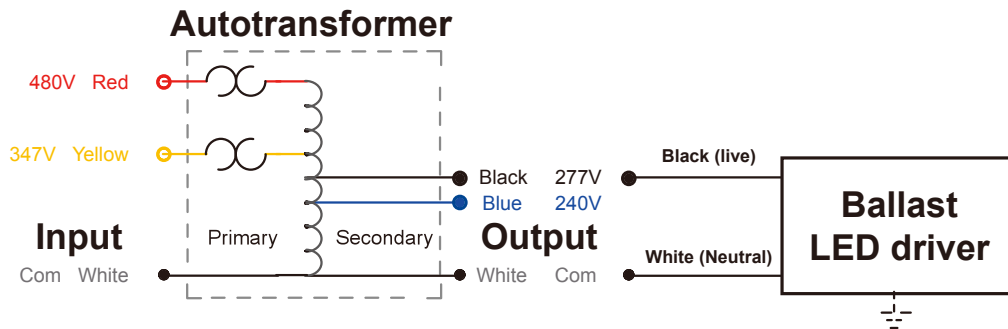 Autotransformer
480V Red
347V Yellow
Black (live)
Black 277V
Blue 240V
Ballast
LED driver
Input
Primary
Secondary
Output
White (Neutral)
Com White
White Com